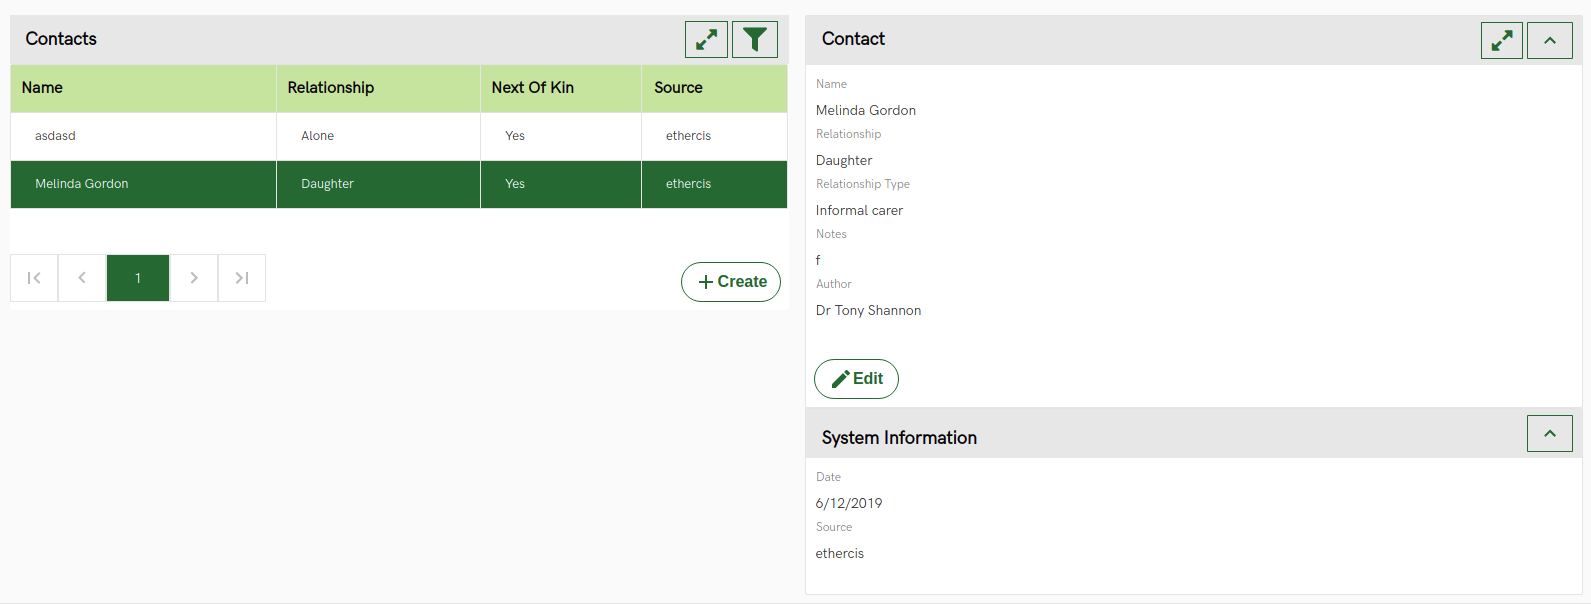 Contacts
Name Relationship Next Of Kin Source
asdasd Alone Yes ethercis
Melinda Gordon Daughter Yes ethercis
1
Create
Contact
Name
Melinda Gordon
Relationship
Daughter
Relationship Type
Informal carer
Notes
f
Author
Dr Tony Shannon
Edit
System Information
Date
6/12/2019
Source
ethercis